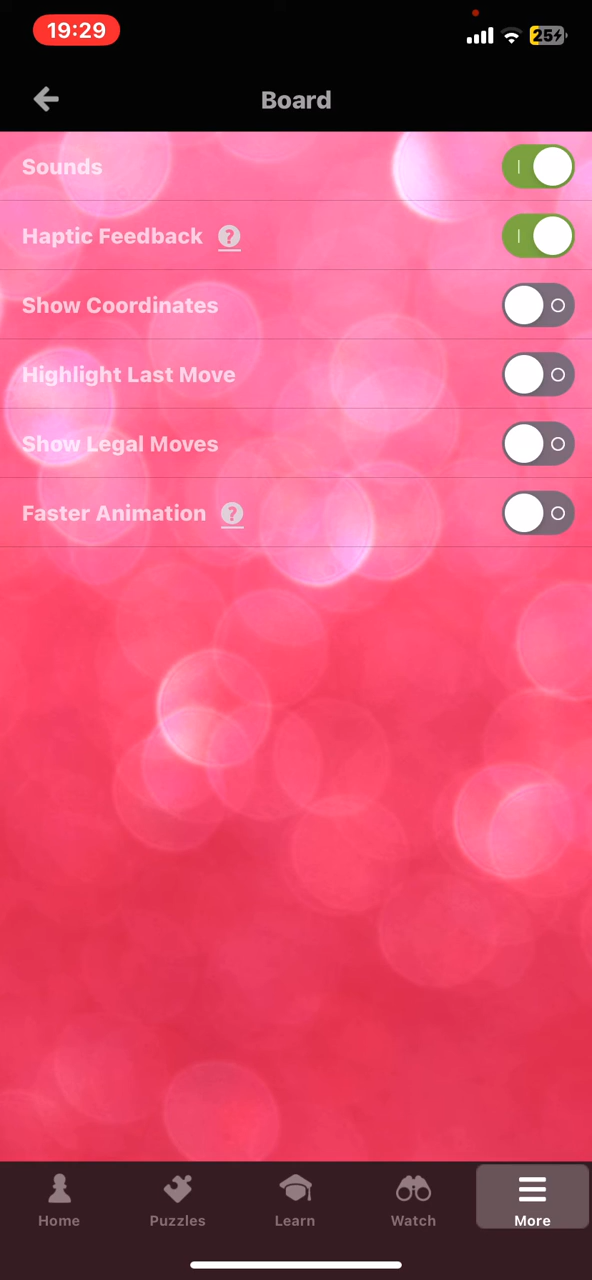 19:29
25
Board
Sounds
Haptic Feedback ?
Show Coordinates
Highlight Last Move
Show Legal Moves
Faster Animation ?
Home
Puzzles
Learn
Watch
More